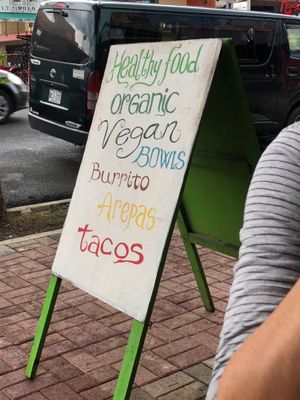 Healthy food
organic
Vegan
BOWLS
Burrito
Arepas
tacos